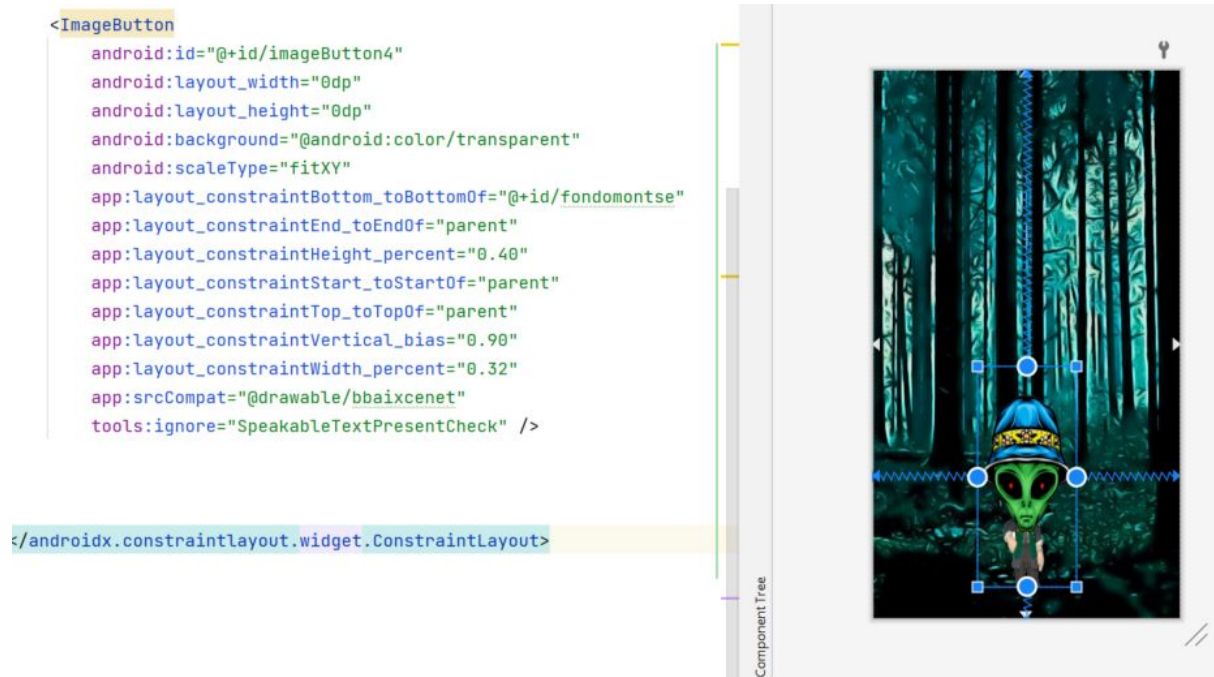 <ImageButton
android:id="@+id/imageButton4"
android:layout_width="0dp"
android:layout_height="0dp"
android:background="@android:color/transparent"
android:scaleType="fitXY"
app:layout_constraintBottom_toBottomOf="@+id/fondomontse"
app:layout_constraintEnd_toEndOf="parent"
app:layout_constraintHeight_percent="0.40"
app:layout_constraintStart_toStartOf="parent"
app:layout_constraintTop_toTopOf="parent"
app:layout_constraintVertical_bias="0.90"
app:layout_constraintWidth_percent="0.32"
app:srcCompat="@drawable/bbaixcenet"
tools:ignore="SpeakableTextPresentCheck" />
</androidx.constraintlayout.widget.ConstraintLayout>
Component Tree